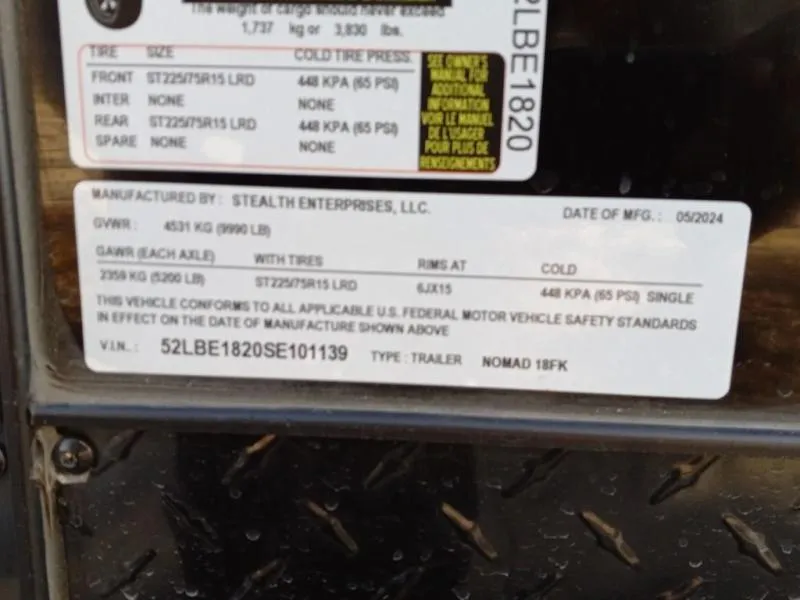 The weight of cargo should never exceed
1,737 kg or 3,830 lbs.
TIRE SIZE COLD TIRE PRESS.
FRONT ST225/75R15 LRD 448 KPA (65 PSI)
INTER NONE NONE
REAR ST225/75R15 LRD 448 KPA (65 PSI)
SPARE NONE NONE
SEE OWNER'S
MANUAL FOR
ADDITIONAL
INFORMATION
VOIR LE MANUEL
DE L'USAGER
POUR PLUS DE
RENSEIGNEMENTS
2LBE1820
MANUFACTURED BY: STEALTH ENTERPRISES, LLC. DATE OF MFG.: 05/2024
GVWR: 4531 KG (9990 LB)
GAWR (EACH AXLE) WITH TIRES RIMS AT COLD
2359 KG (5200 LB) ST225/75R15 LRD 6JX15 448 KPA (65 PSI) SINGLE
THIS VEHICLE CONFORMS TO ALL APPLICABLE U.S. FEDERAL MOTOR VEHICLE SAFETY STANDARDS
IN EFFECT ON THE DATE OF MANUFACTURE SHOWN ABOVE
V.I.N.: 52LBE1820SE101139 TYPE: TRAILER NOMAD 18FK